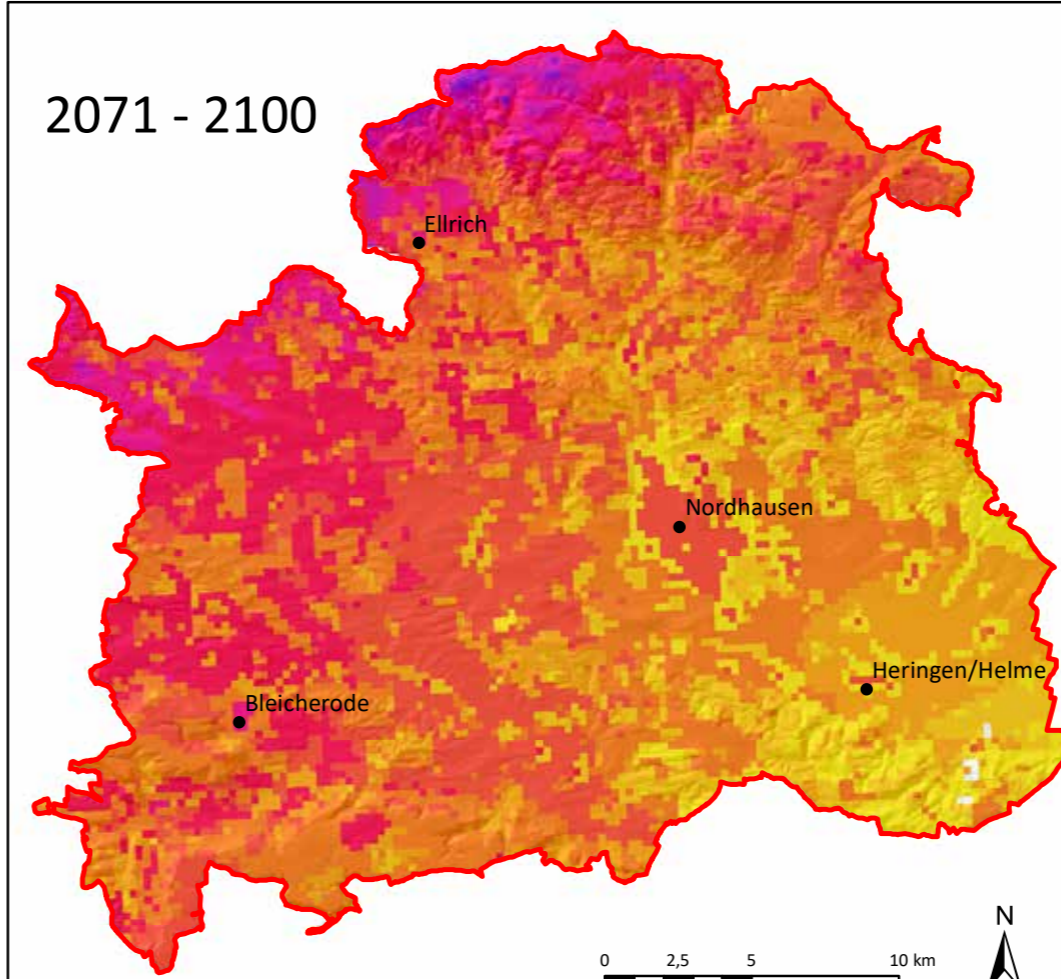 2071 - 2100
Ellrich
Nordhausen
Heringen/Helme
Bleicherode
N
0 2,5 5 10 km